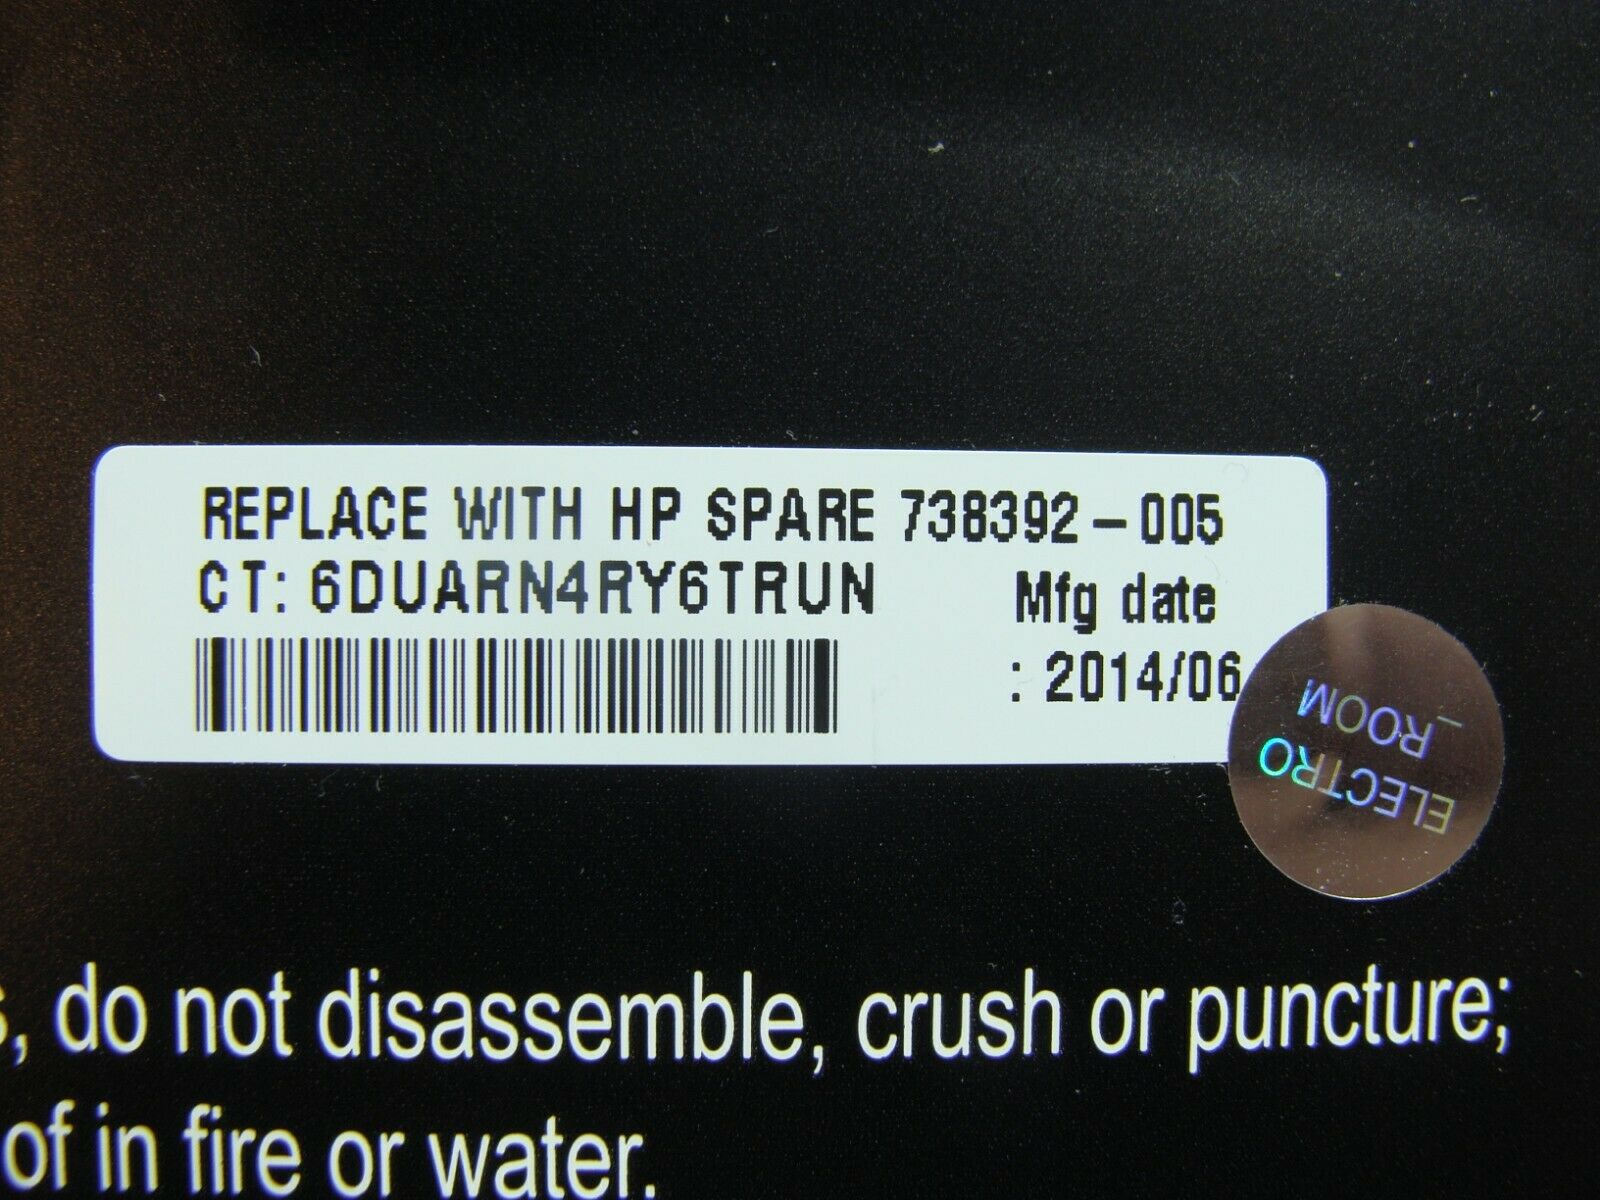 REPLACE WITH HP SPARE 738392-005
CT: 6DUARN4RY6TRUN
Mfg date
: 2014/06
ELECTRO
_ROOM
, do not disassemble, crush or puncture;
of in fire or water.